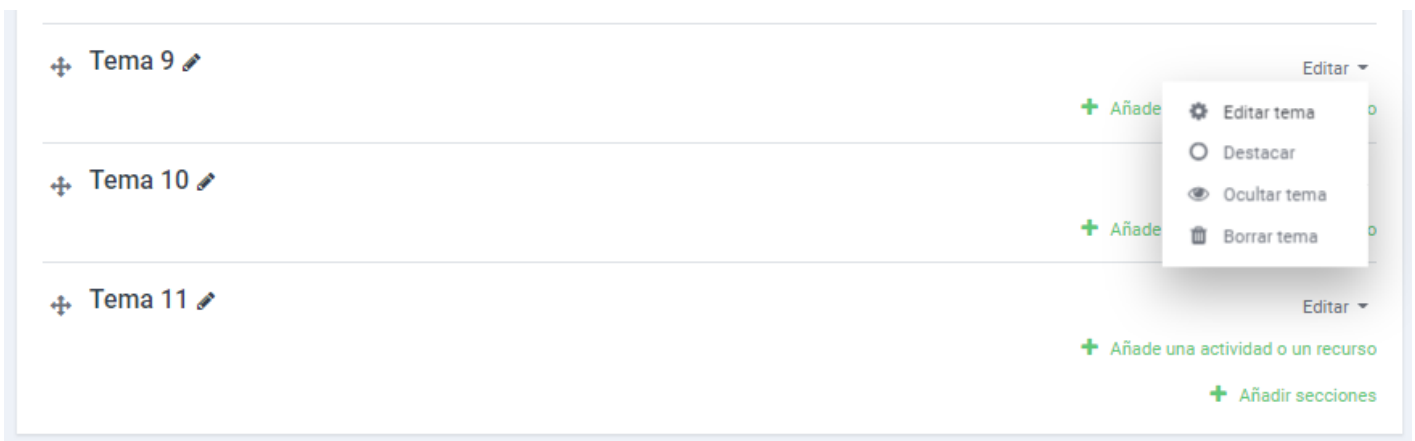 Tema 9
Editar
Añade
o
Editar tema
Destacar
Ocultar tema
Borrar tema
Tema 10
Añade
o
Tema 11
Editar
Añade una actividad o un recurso
Añadir secciones